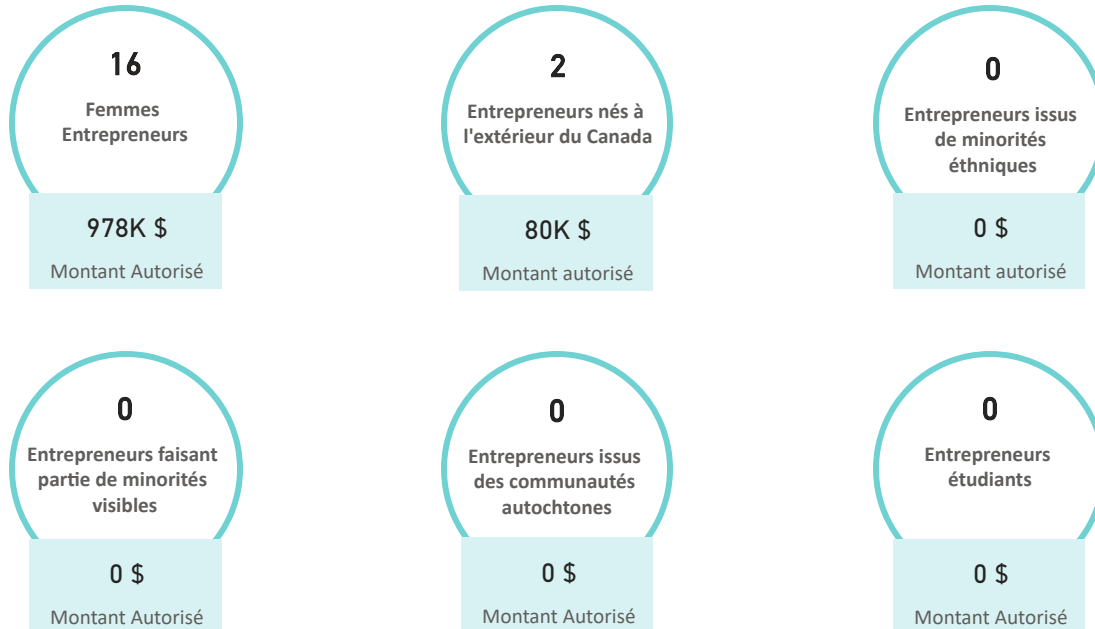 16
Femmes
Entrepreneurs
978K $
Montant Autorisé
2
Entrepreneurs nés à
l'extérieur du Canada
80K $
Montant autorisé
0
Entrepreneurs issus
de minorités
éthniques
0 $
Montant autorisé
0
Entrepreneurs faisant
partie de minorités
visibles
0 $
Montant Autorisé
0
Entrepreneurs issus
des communautés
autochtones
0 $
Montant Autorisé
0
Entrepreneurs
étudiants
0 $
Montant Autorisé